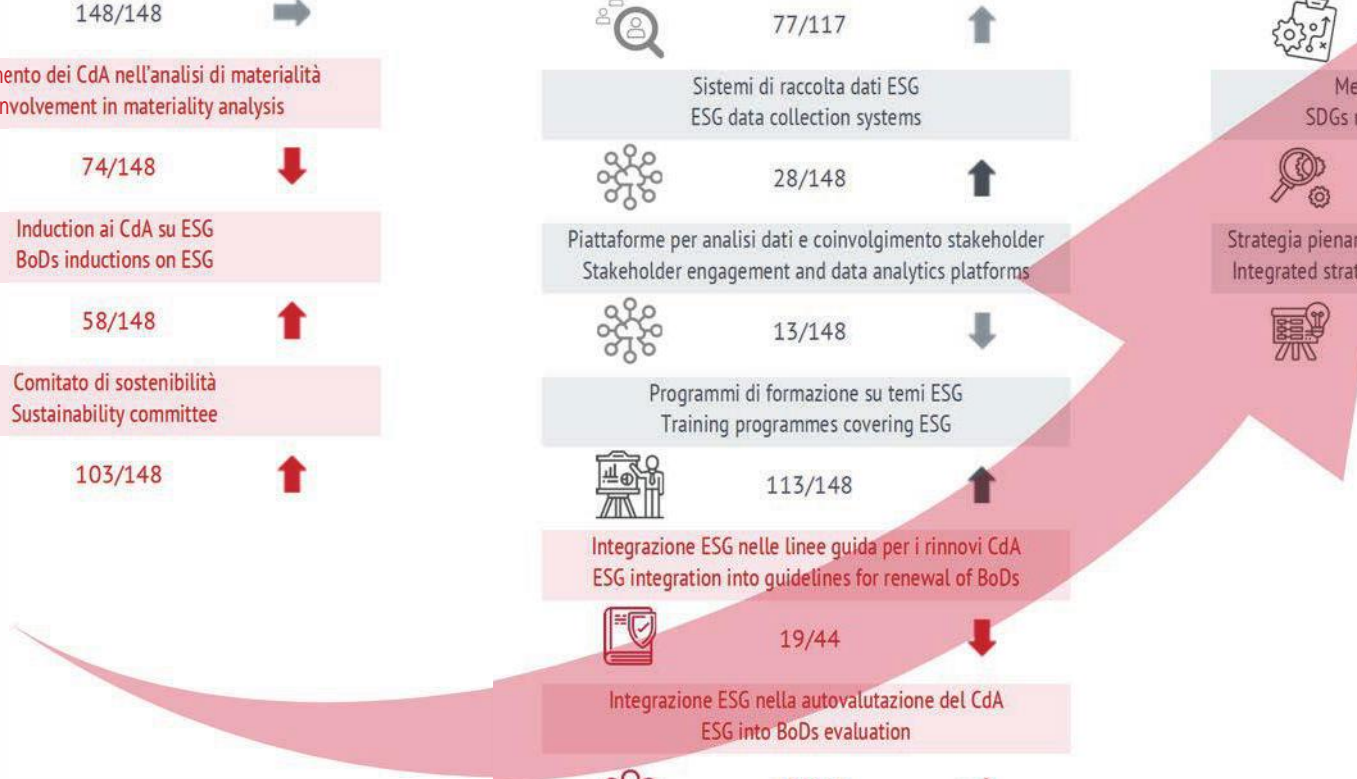 148/148
dei CdA nell'analisi di materialità
in materiality analysis
74/148
Induction ai CdA su ESG
BoDs inductions on ESG
58/148
Comitato di sostenibilità
Sustainability committee
103/148
77/117
Sistemi di raccolta dati ESG
ESG data collection systems
28/148
Piattaforme per analisi dati e coinvolgimento stakeholder
Stakeholder engagement and data analytics platforms
13/148
Programmi di formazione su temi ESG
Training programmes covering ESG
113/148
Integrazione ESG nelle linee guida per i rinnovi CdA
ESG integration into guidelines for renewal of BoDs
19/44
Integrazione ESG nella autovalutazione del CdA
ESG into BoDs evaluation
SDGs
Strategia
Integrated